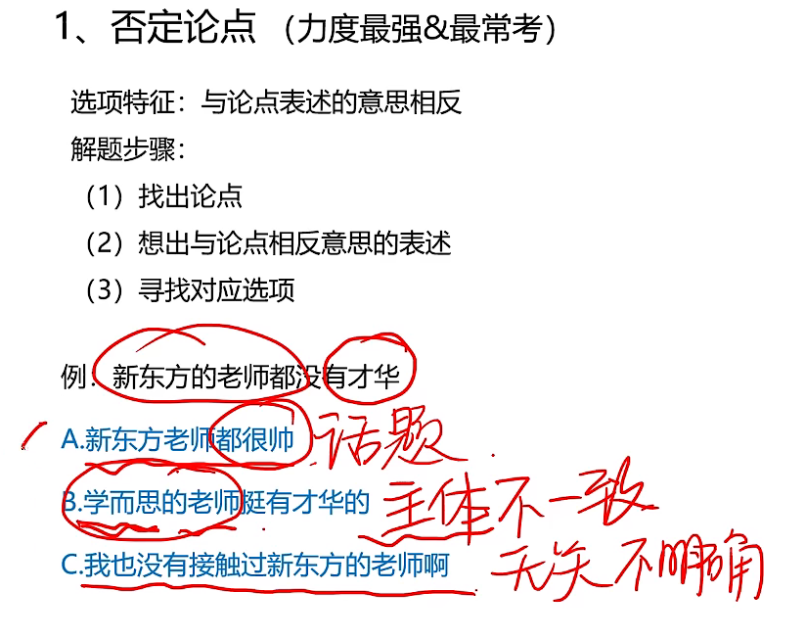 1、否定论点（力度最强&最常考）
选项特征：与论点表述的意思相反
解题步骤：
（1）找出论点
（2）想出与论点相反意思的表述
（3）寻找对应选项
例：新东方的老师都没有才华
A.新东方老师都很帅 话题
B.学而思的老师挺有才华的 主体不一致
C.我也没有接触过新东方的老师啊 无关 不明确